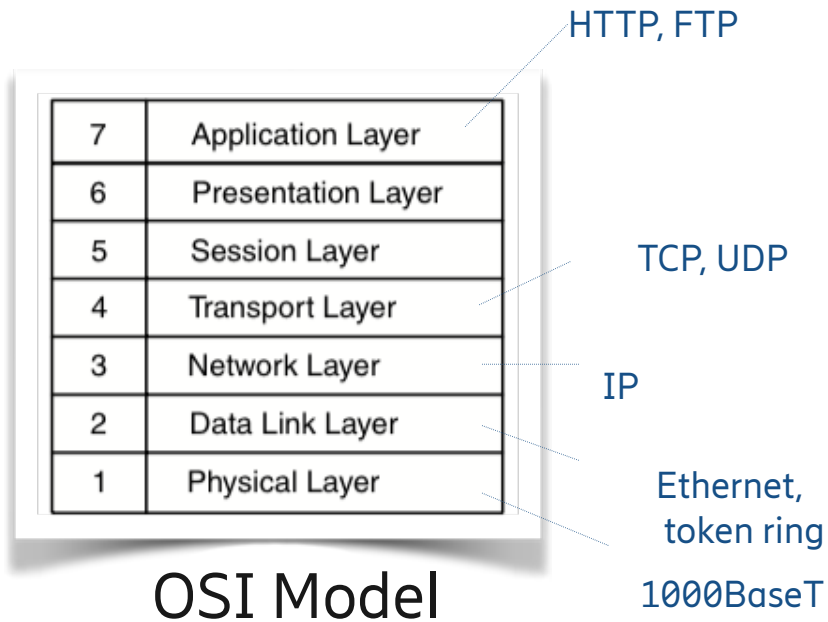 HTTP, FTP
7 Application Layer
6 Presentation Layer
5 Session Layer
TCP, UDP
4 Transport Layer
3 Network Layer
IP
2 Data Link Layer
1 Physical Layer
Ethernet,
token ring
OSI Model
1000BaseT